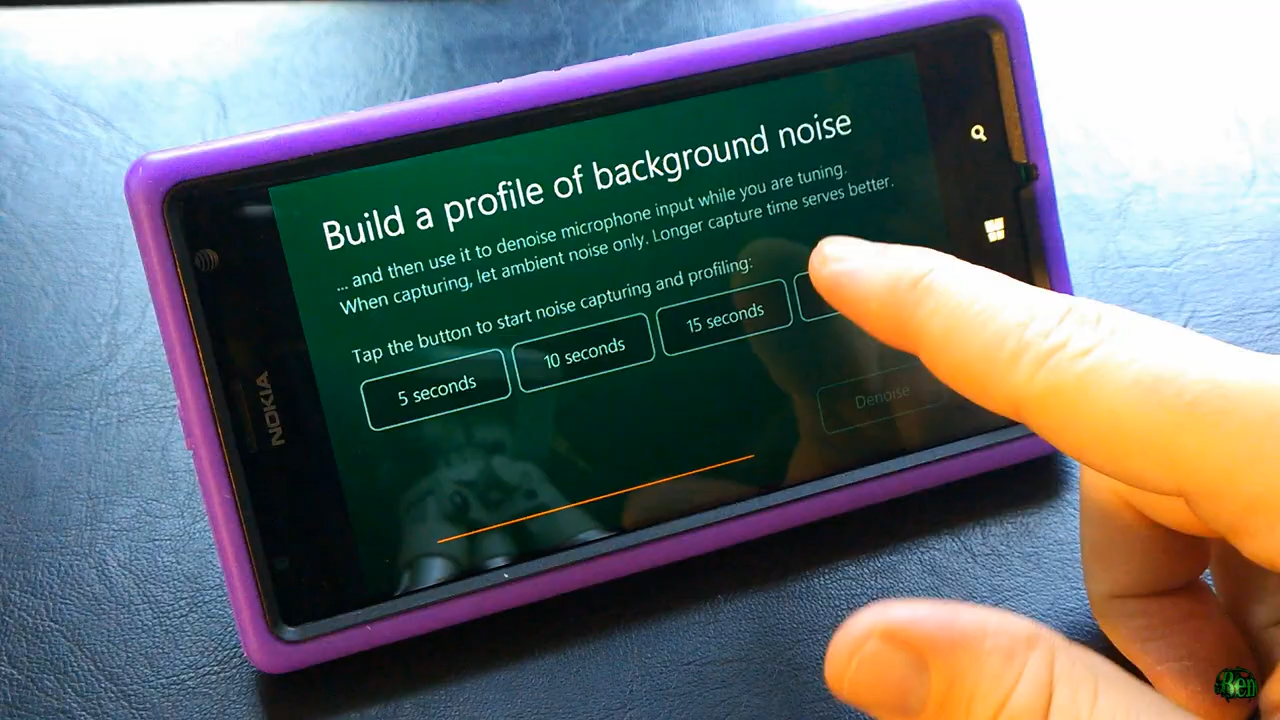 Build a profile of background noise
... and then use it to denoise microphone input while you are tuning.
When capturing, let ambient noise only. Longer capture time serves better.
Tap the button to start noise capturing and profiling:
5 seconds
10 seconds
15 seconds
Denoise
NOKIA
Ben